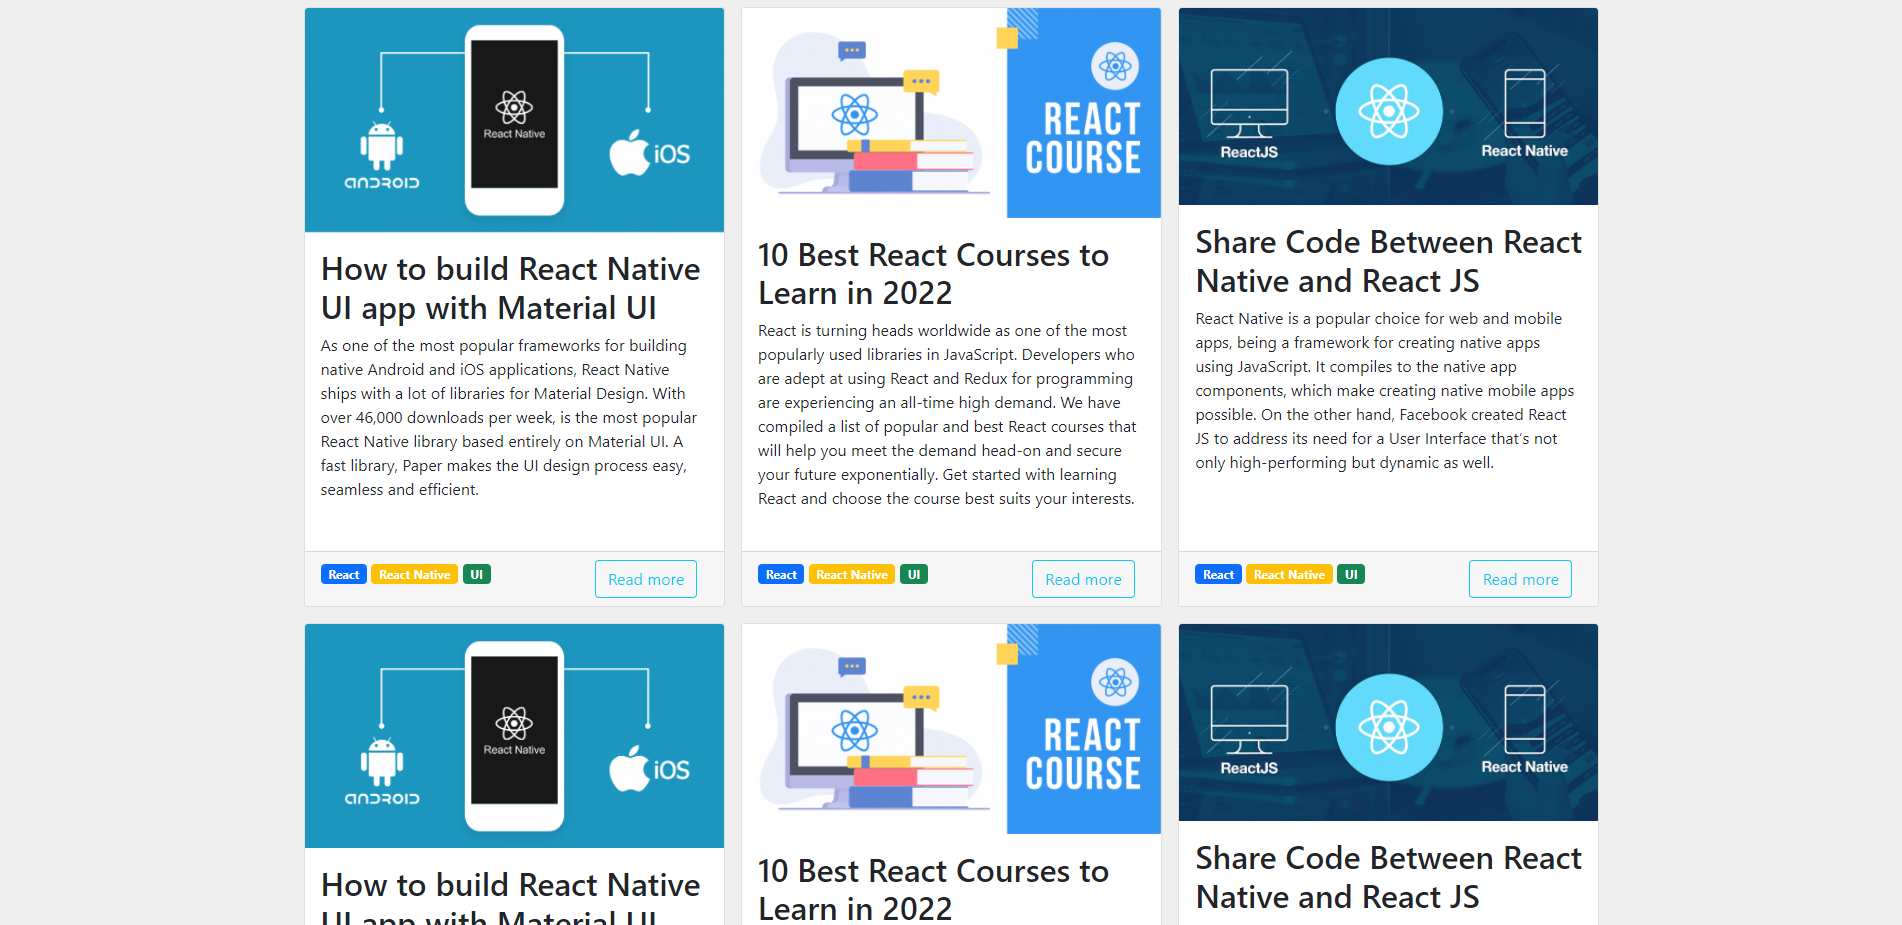 ANDROID
React Native
iOS
How to build React Native
UI app with Material UI
As one of the most popular frameworks for building
native Android and iOS applications, React Native
ships with a lot of libraries for Material Design. With
over 46,000 downloads per week, is the most popular
React Native library based entirely on Material UI. A
fast library, Paper makes the UI design process easy,
seamless and efficient.
React React Native UI
Read more
REACT
COURSE
10 Best React Courses to
Learn in 2022
React is turning heads worldwide as one of the most
popularly used libraries in JavaScript. Developers who
are adept at using React and Redux for programming
are experiencing an all-time high demand. We have
compiled a list of popular and best React courses that
will help you meet the demand head-on and secure
your future exponentially. Get started with learning
React and choose the course best suits your interests.
React React Native UI
Read more
ReactJS
React Native
Share Code Between React
Native and React JS
React Native is a popular choice for web and mobile
apps, being a framework for creating native apps
using JavaScript. It compiles to the native app
components, which make creating native mobile apps
possible. On the other hand, Facebook created React
JS to address its need for a User Interface that’s not
only high-performing but dynamic as well.
React React Native UI
Read more
ANDROID
React Native
iOS
How to build React Native
UI app with Material UI
REACT
COURSE
10 Best React Courses to
Learn in 2022
ReactJS
React Native
Share Code Between React
Native and React JS